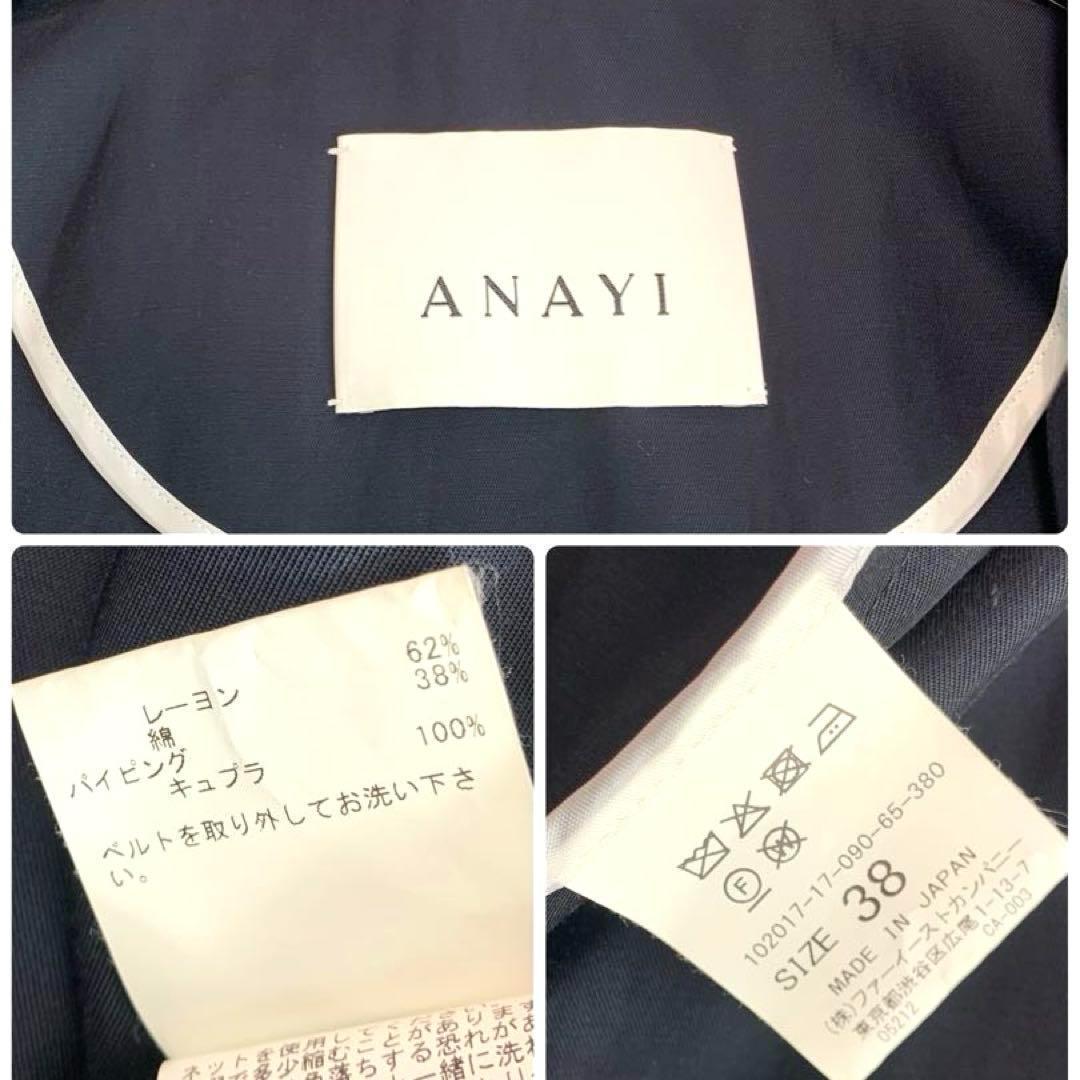 ANAYI
レーヨン 62%
綿 38%
パイピング
キュプラ 100%
ベルトを取り外してお洗い下さ
い。
F
W
102017-17-090-65-380
SIZE 38
MADE IN JAPAN
(株)ファーイーストカンパニー
東京都渋谷区広尾1-13-7
05212 CA-003